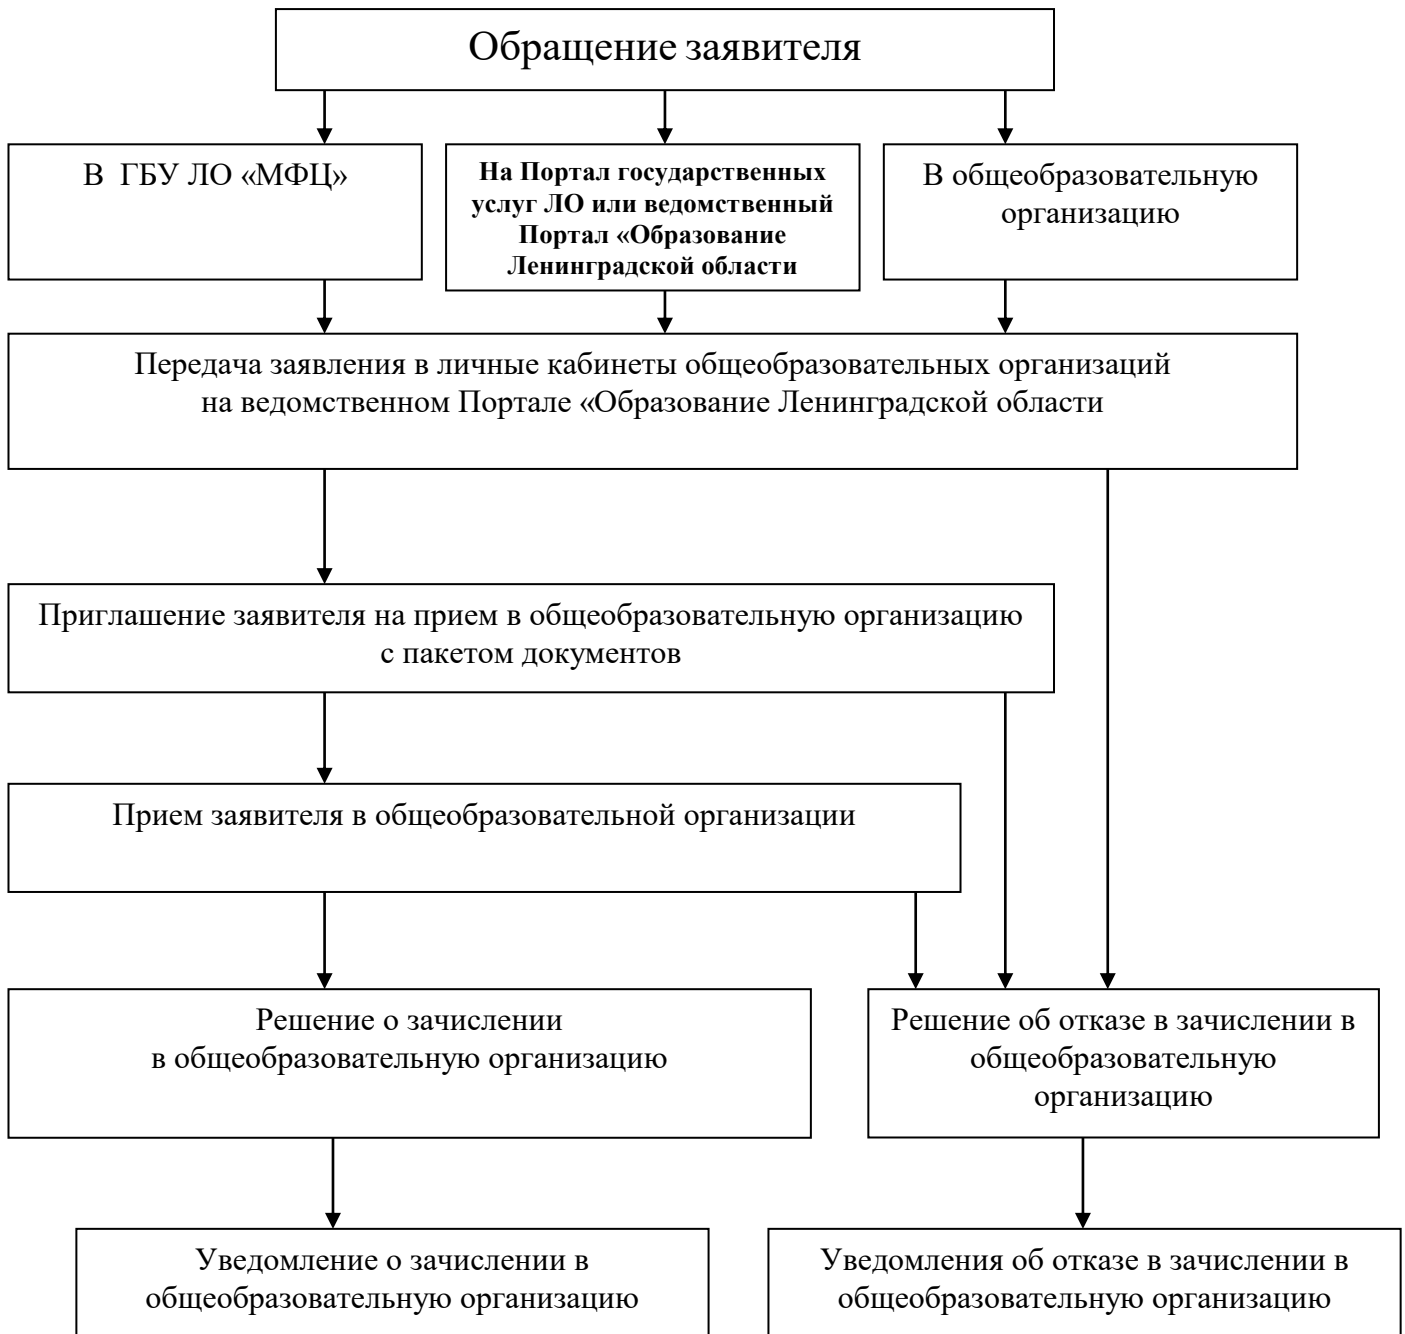 Обращение заявителя
В ГБУ ЛО «МФЦ»
На Портал государственных
услуг ЛО или ведомственный
Портал «Образование
Ленинградской области
В общеобразовательную
организацию
Передача заявления в личные кабинеты общеобразовательных организаций
на ведомственном Портале «Образование Ленинградской области
Приглашение заявителя на прием в общеобразовательную организацию
с пакетом документов
Прием заявителя в общеобразовательной организации
Решение о зачислении
в общеобразовательную организацию
Решение об отказе в зачислении в
общеобразовательную
организацию
Уведомление о зачислении в
общеобразовательную организацию
Уведомления об отказе в зачислении в
общеобразовательную организацию